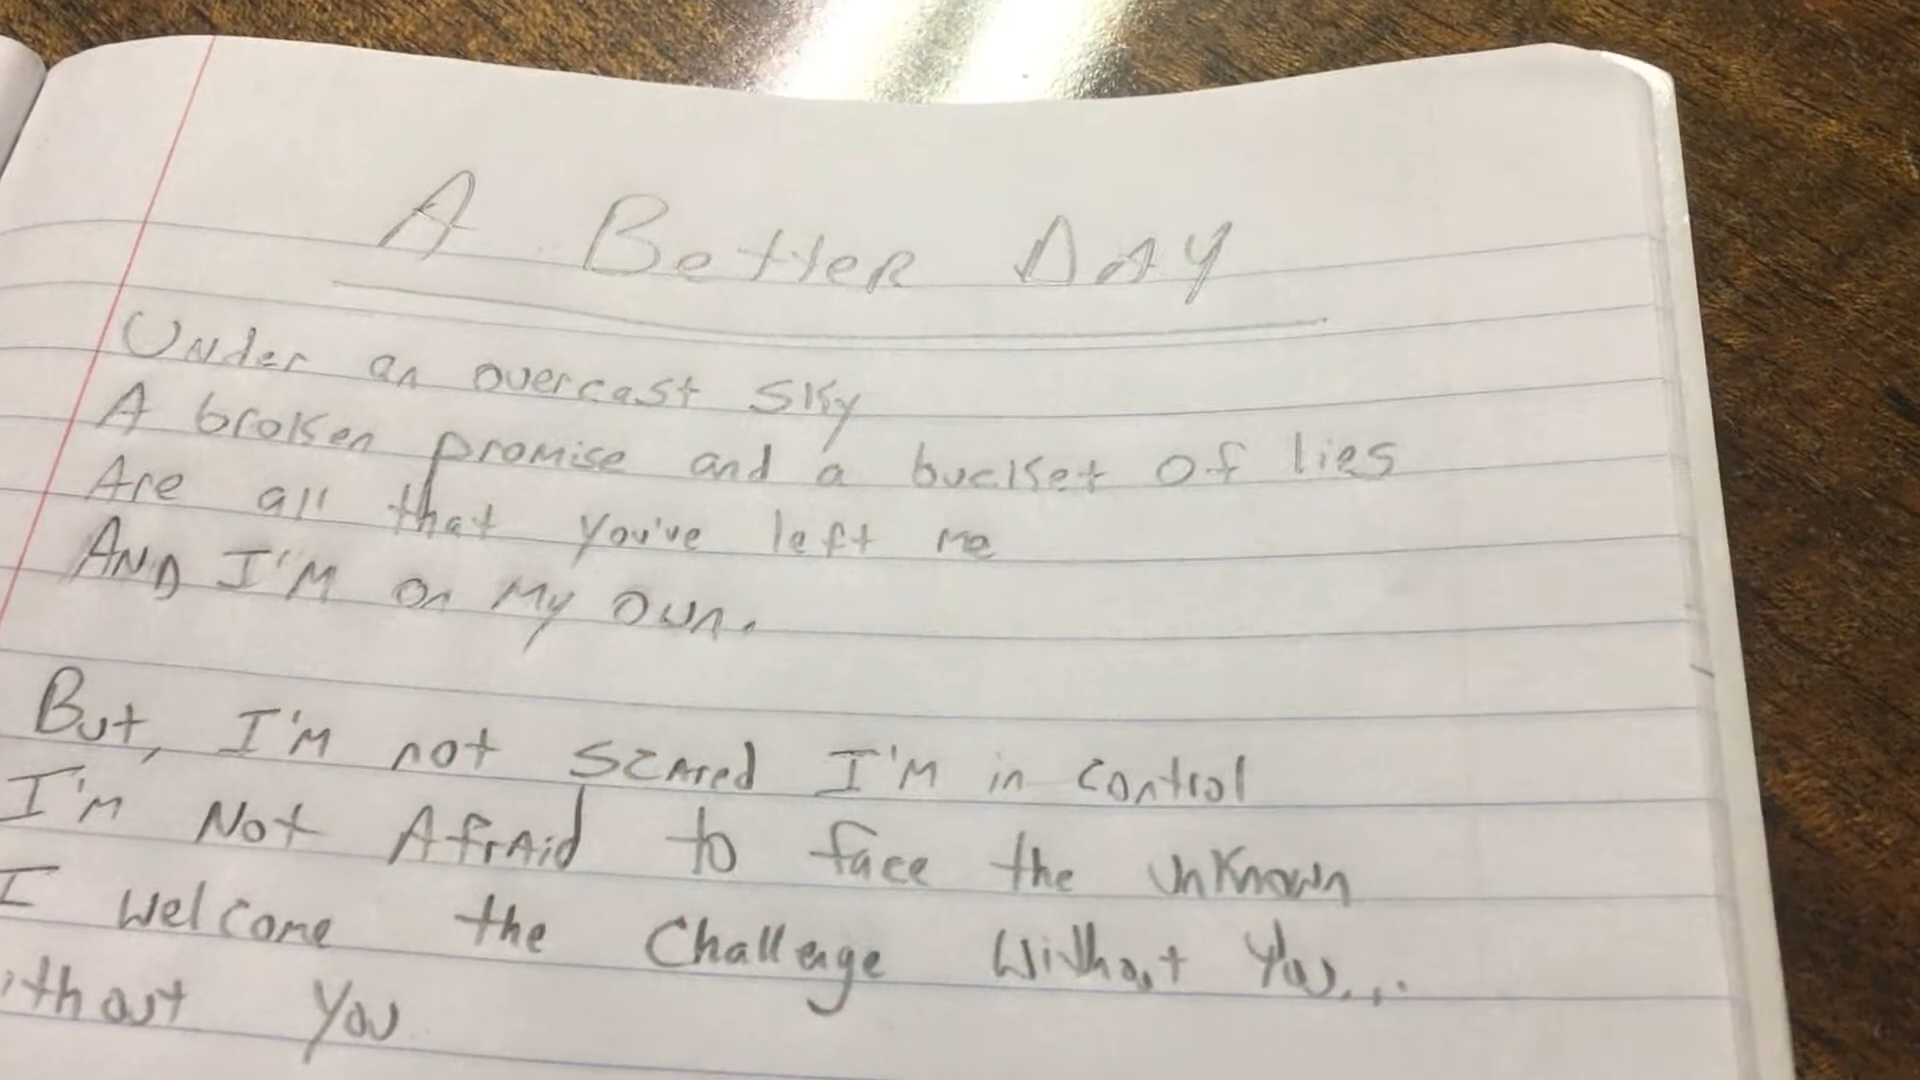 A Better DAY
Under an overcast sky
A broken promise and a bucket of lies
Are all that you've left me
AND I'M on My own.
But, I'm not scared I'm in control
I'm Not Afraid to face the unknown
I welcome the Challenge Without You...
ithout You